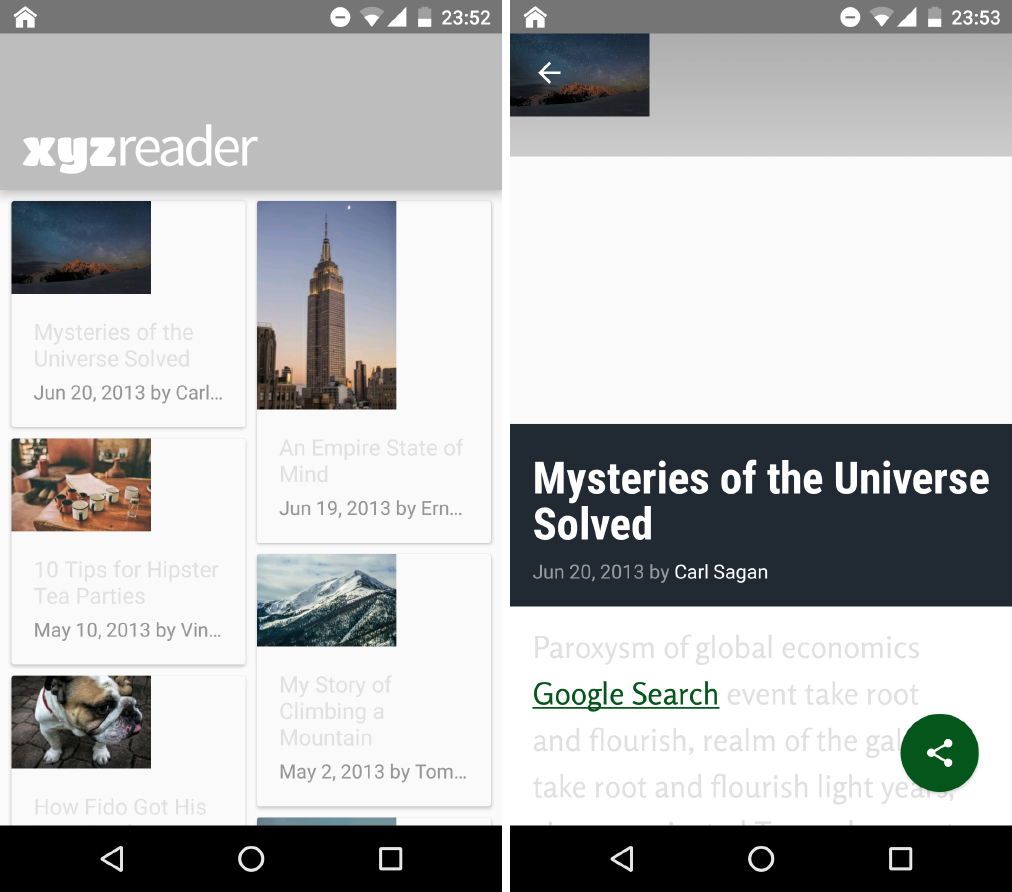 23:52
xyzreader
Mysteries of the
Universe Solved
Jun 20, 2013 by Carl...
10 Tips for Hipster
Tea Parties
May 10, 2013 by Vin...
How Fido Got His
An Empire State of
Mind
Jun 19, 2013 by Ern...
My Story of
Climbing a
Mountain
May 2, 2013 by Tom...
23:53
Mysteries of the Universe
Solved
Jun 20, 2013 by Carl Sagan
Paroxysm of global economics
Google Search event take root
and flourish, realm of the
take root and flourish light years,